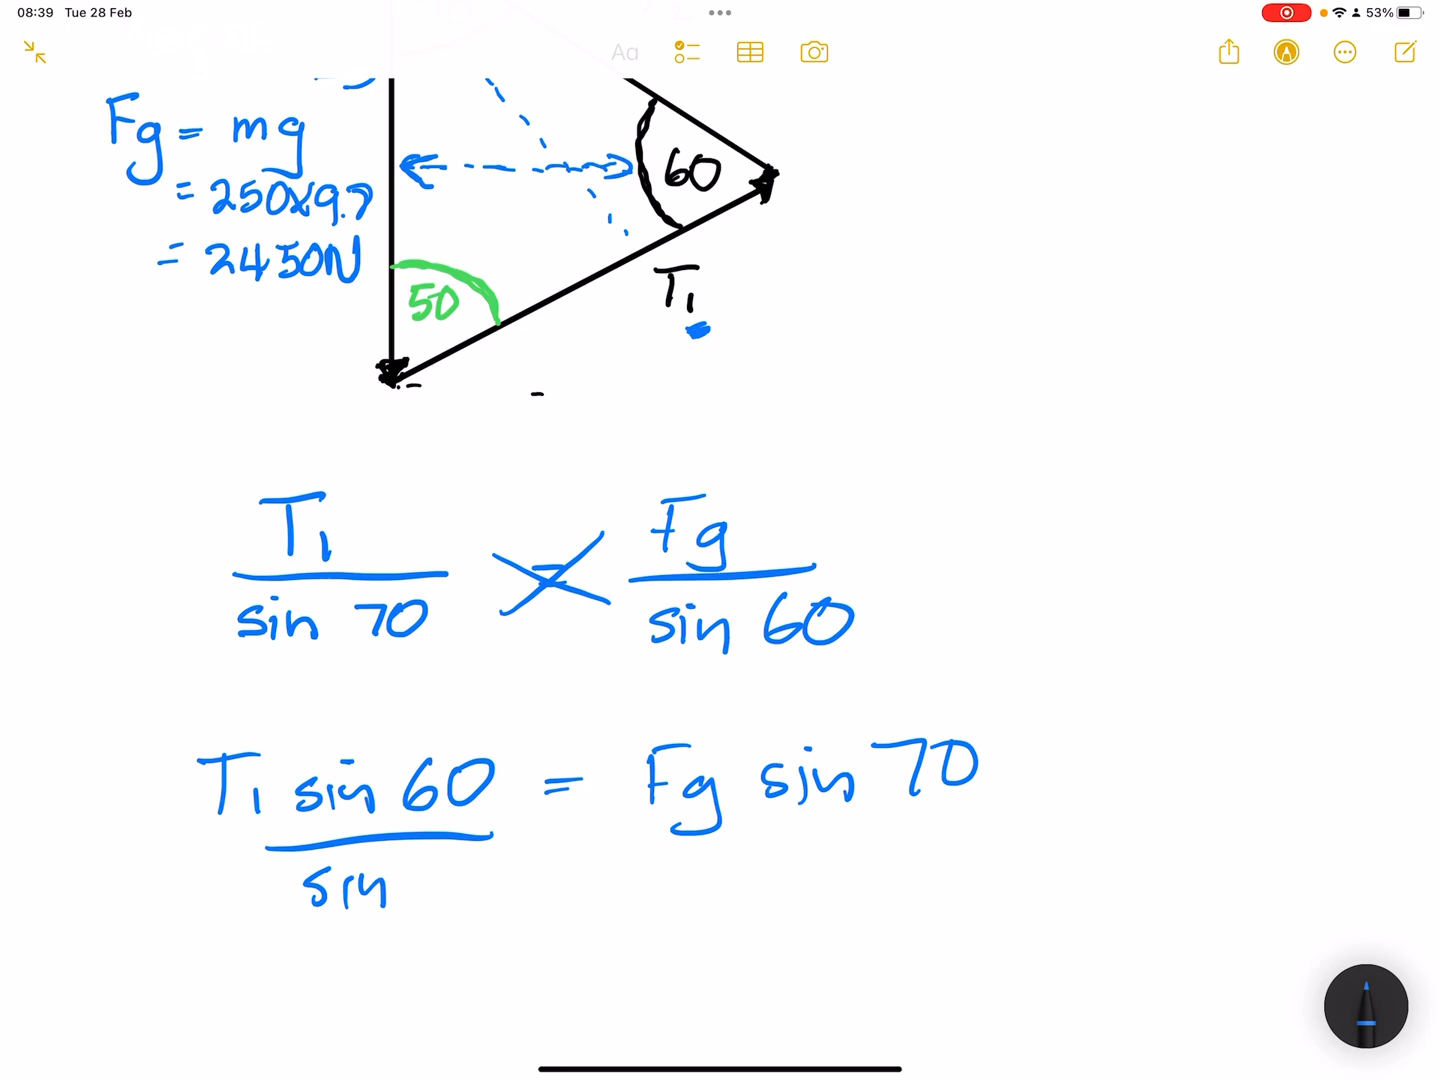 08:39 Tue 28 Feb
53%
Aa
Fg = mg
= 250x9.8
= 2450N
60
50
T₁
T₁ = Fg
sin 70 sin 60
T₁ sin 60 = Fg sin 70
sin